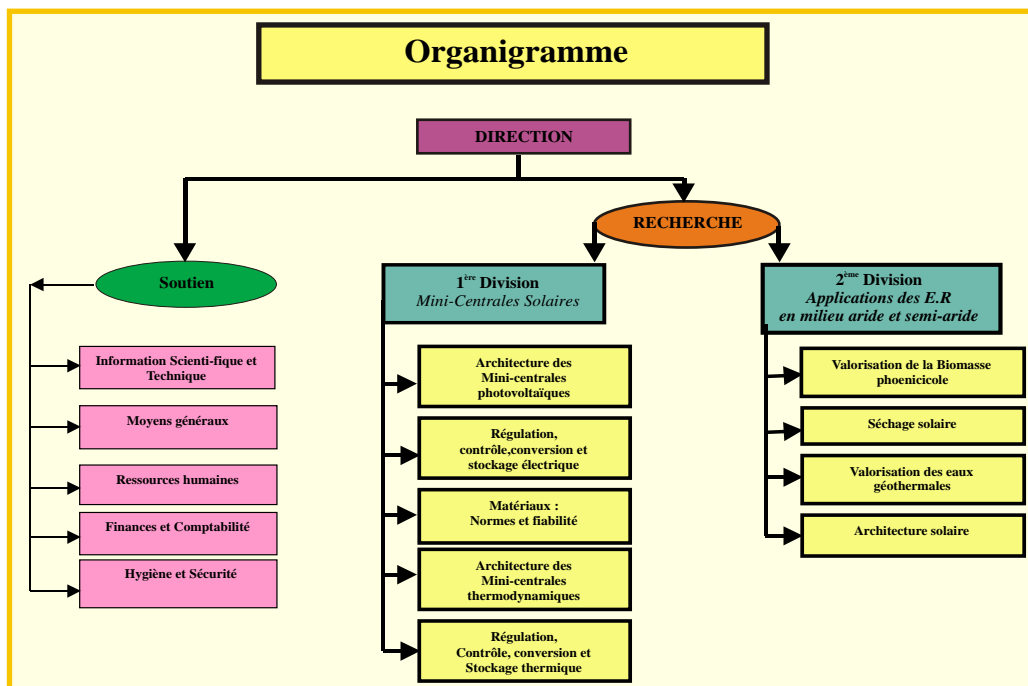 Organigramme
DIRECTION
RECHERCHE
Soutien
Information Scienti-fique et
Technique
Moyens généraux
Ressources humaines
Finances et Comptabilité
Hygiène et Sécurité
1ère Division
Mini-Centrales Solaires
Architecture des
Mini-centrales
photovoltaïques
Régulation,
contrôle,conversion et
stockage électrique
Matériaux :
Normes et fiabilité
Architecture des
Mini-centrales
thermodynamiques
Régulation,
Contrôle, conversion et
Stockage thermique
2ème Division
Applications des E.R
en milieu aride et semi-aride
Valorisation de la Biomasse
phoenicicole
Séchage solaire
Valorisation des eaux
géothermales
Architecture solaire